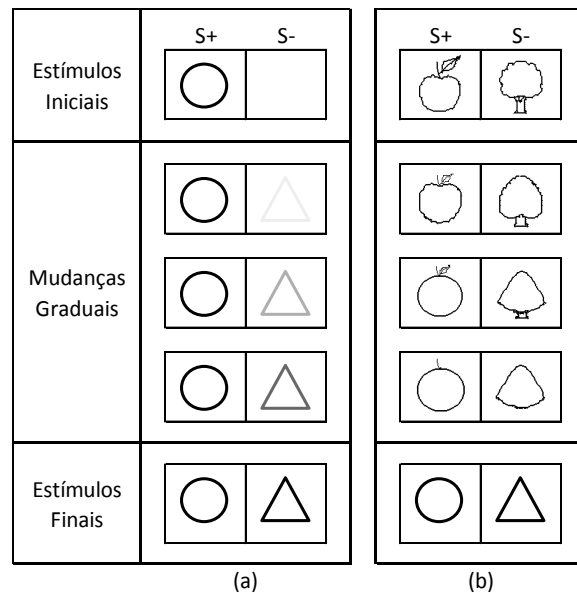 S+ S- S+ S-
Estímulos
Iniciais
Mudanças
Graduais
Estímulos
Finais
(a) (b)